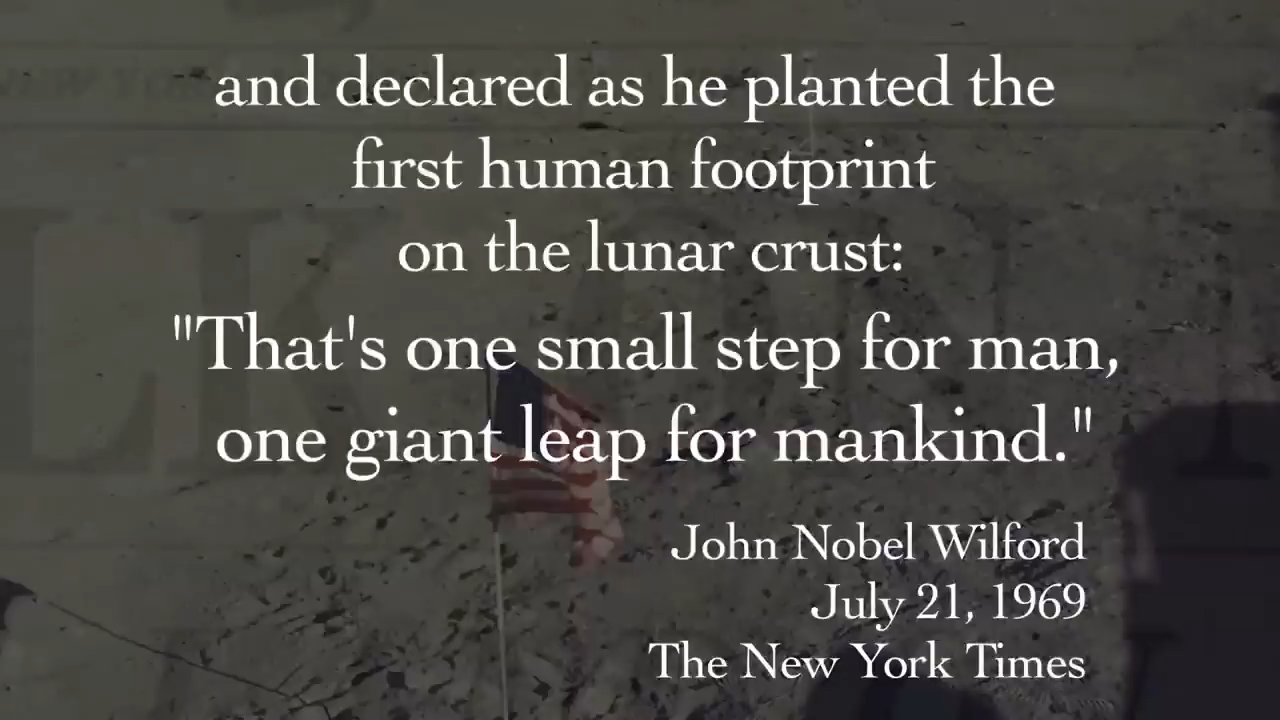 and declared as he planted the
first human footprint
on the lunar crust:
"That's one small step for man,
one giant leap for mankind."
John Nobel Wilford
July 21, 1969
The New York Times